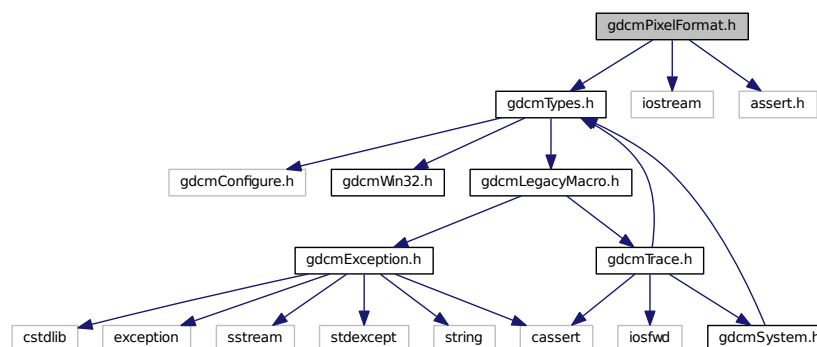 gdcmPixelFormat.h
gdcmTypes.h
iostream
assert.h
gdcmConfigure.h
gdcmWin32.h
gdcmLegacyMacro.h
gdcmException.h
gdcmTrace.h
cstdlib
exception
sstream
stdexcept
string
cassert
iosfwd
gdcmSystem.h